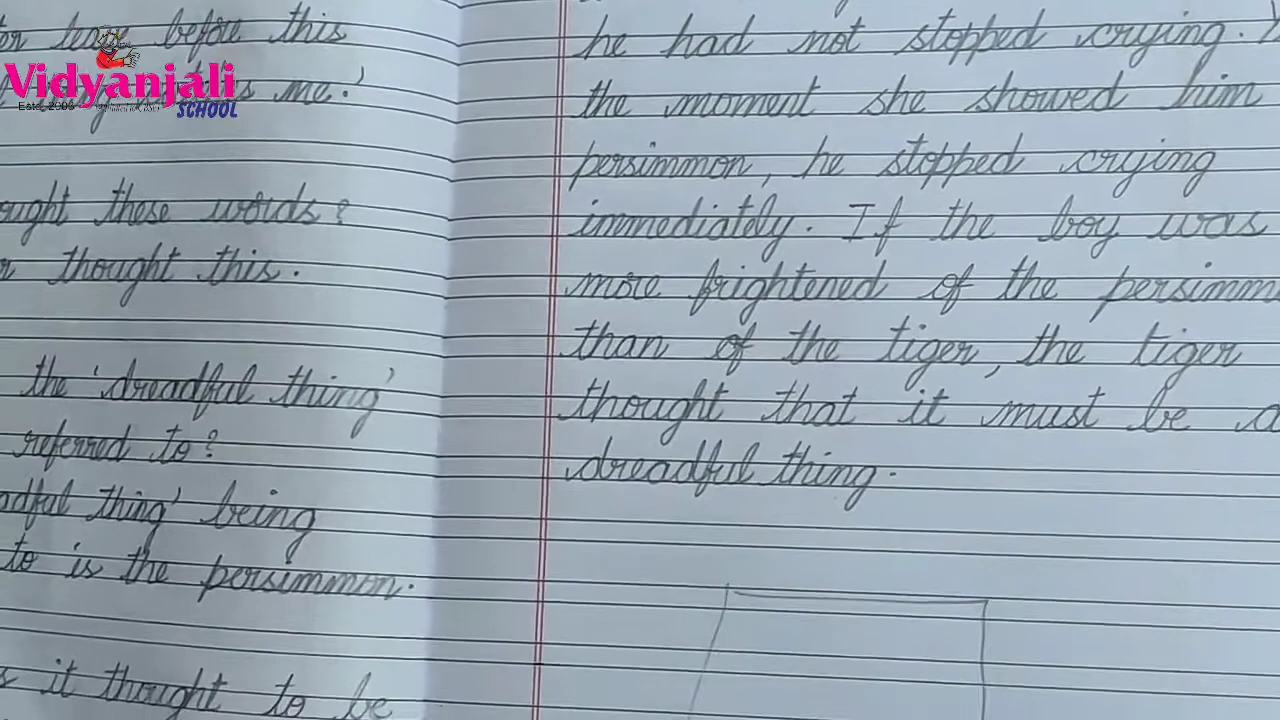 Vidyanjali
SCHOOL
Estd. 2006
leave before this
me.'
these words?
thought this.
the 'dreadful thing'
referred to?
thing' being
to is the persimmon.
it thought to be
he had not stopped crying.
the moment she showed him
persimmon, he stopped crying
immediately. If the boy was
more frightened of the persimm
than of the tiger, the tiger
thought that it must be a
dreadful thing.